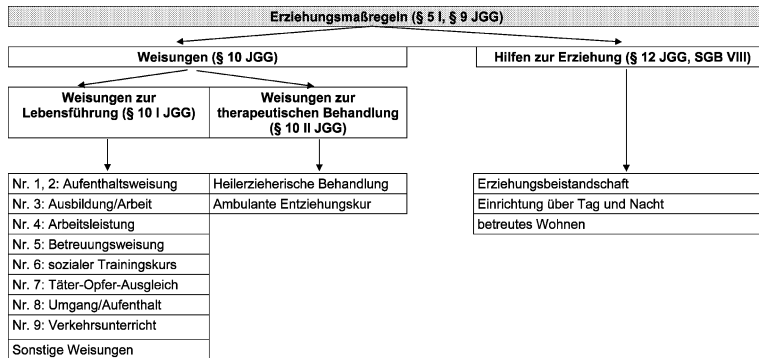 Erziehungsmaßregeln (§ 5 I, § 9 JGG)
Weisungen (§ 10 JGG)
Hilfen zur Erziehung (§ 12 JGG, SGB VIII)
Weisungen zur
Lebensführung (§ 10 I JGG)
Weisungen zur
therapeutischen Behandlung
(§ 10 II JGG)
Nr. 1, 2: Aufenthaltsweisung
Nr. 3: Ausbildung/Arbeit
Nr. 4: Arbeitsleistung
Nr. 5: Betreuungsweisung
Nr. 6: sozialer Trainingskurs
Nr. 7: Täter-Opfer-Ausgleich
Nr. 8: Umgang/Aufenthalt
Nr. 9: Verkehrsunterricht
Sonstige Weisungen
Heilerzieherische Behandlung
Ambulante Entziehungskur
Erziehungsbeistandschaft
Einrichtung über Tag und Nacht
betreutes Wohnen